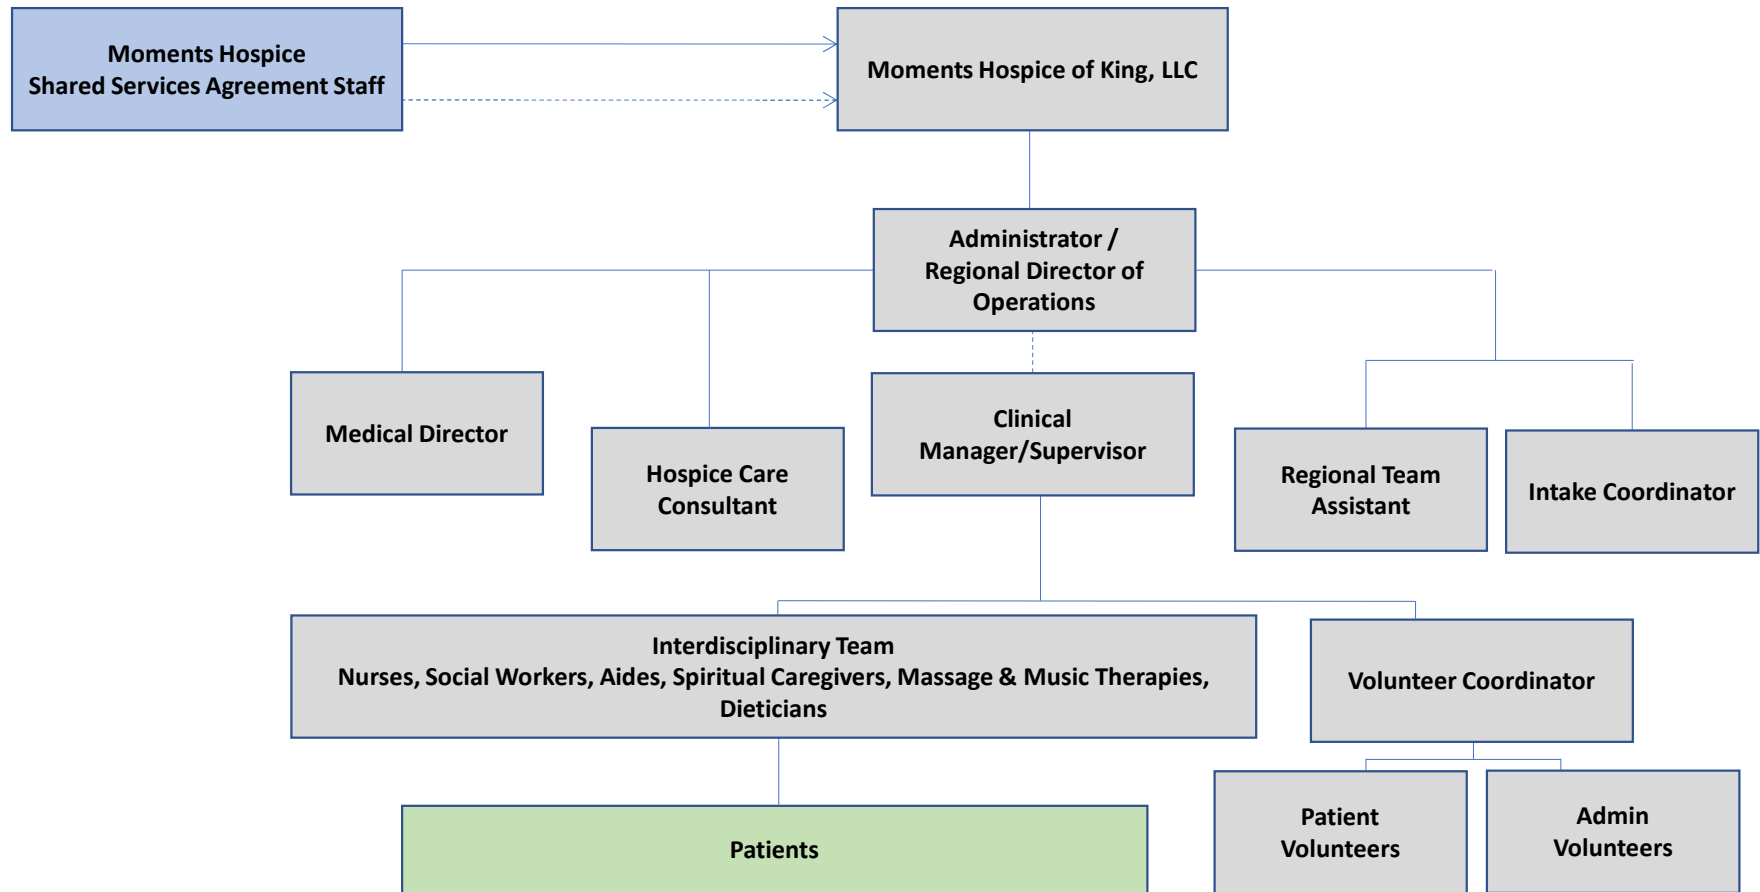 Moments Hospice
Shared Services Agreement Staff
Moments Hospice of King, LLC
Administrator /
Regional Director of
Operations
Medical Director
Hospice Care
Consultant
Clinical
Manager/Supervisor
Regional Team
Assistant
Intake Coordinator
Interdisciplinary Team
Nurses, Social Workers, Aides, Spiritual Caregivers, Massage & Music Therapies,
Dieticians
Volunteer Coordinator
Patients
Patient
Volunteers
Admin
Volunteers